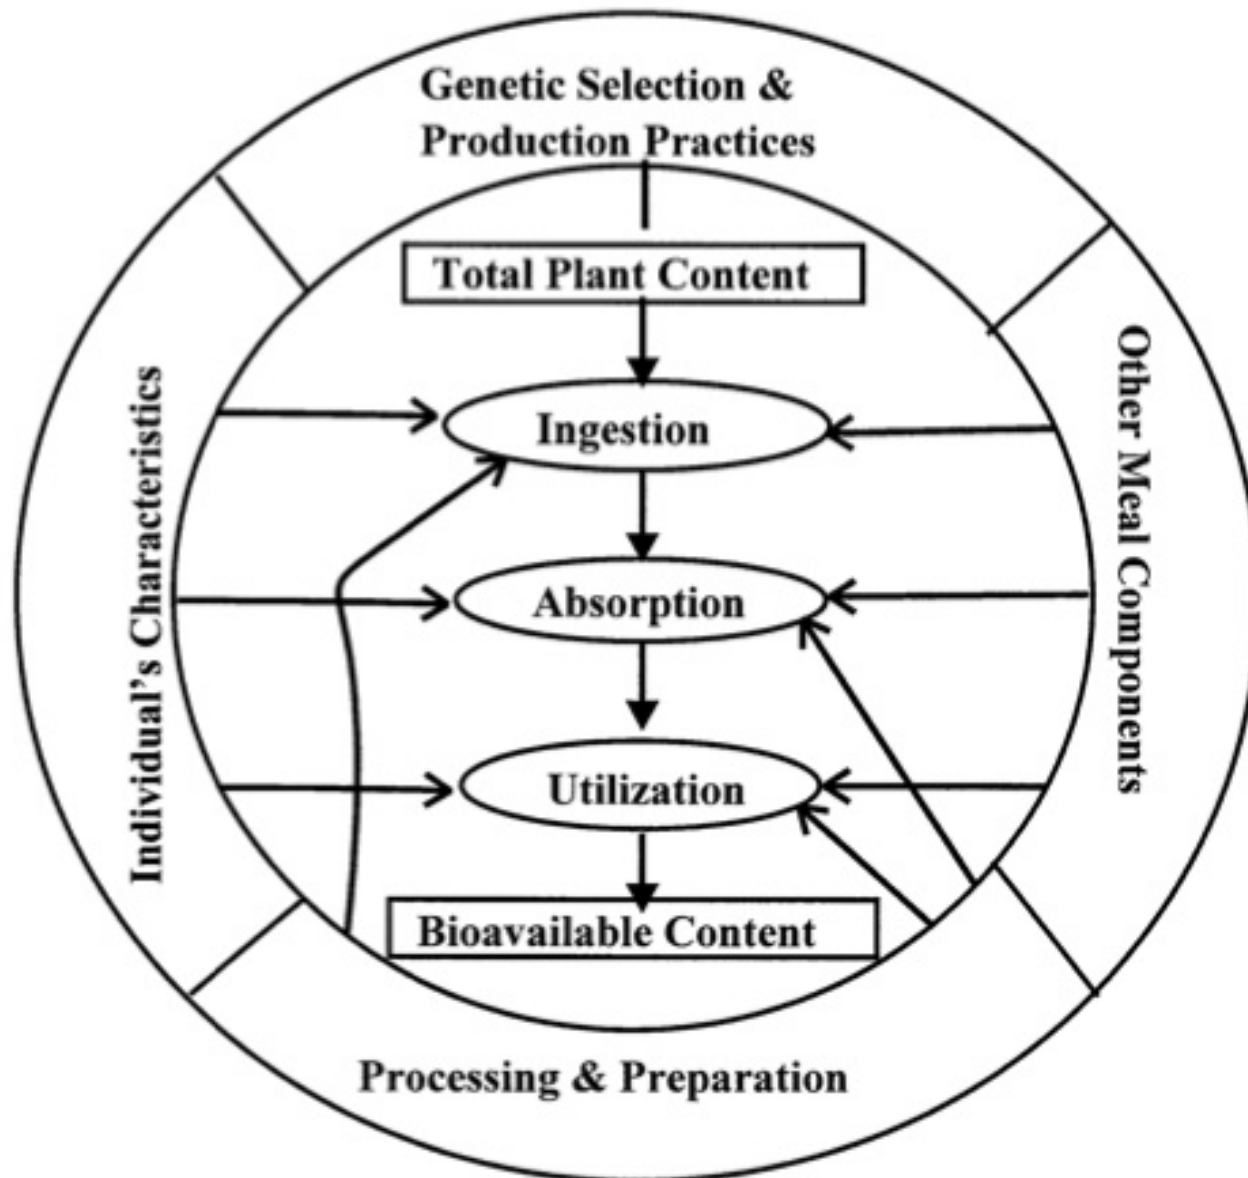 Genetic Selection &
Production Practices
Total Plant Content
Individual's Characteristics
Other Meal Components
Ingestion
Absorption
Utilization
Bioavailable Content
Processing & Preparation